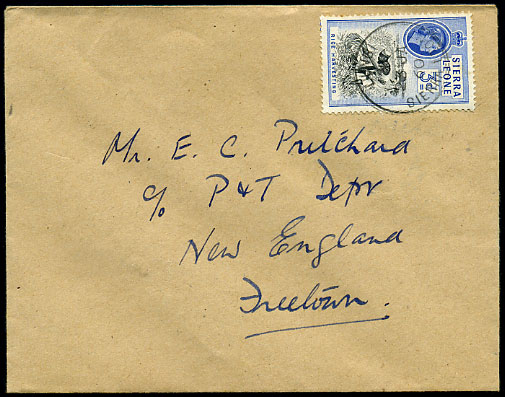 RICE HARVESTING
SIERRA
LEONE
3D
Mr. E. C. Pritchard
c/o P & T Dept
New England
Freetown.